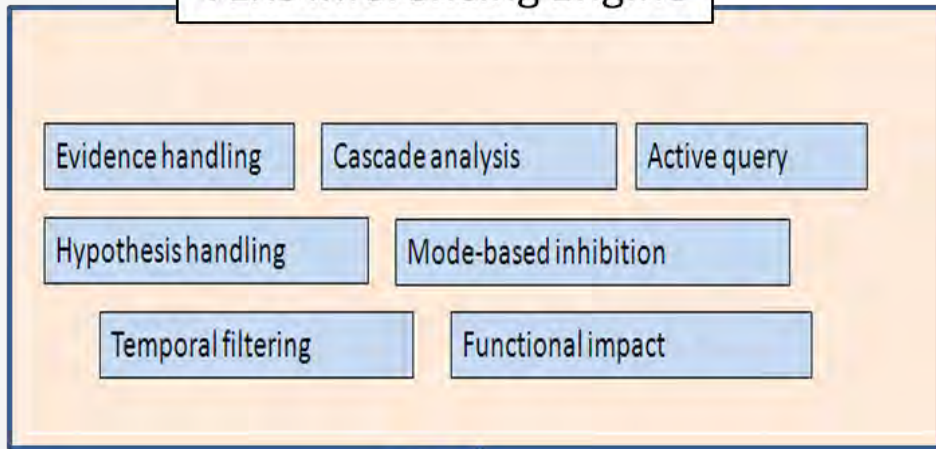 Evidence handling
Cascade analysis
Active query
Hypothesis handling
Mode-based inhibition
Temporal filtering
Functional impact